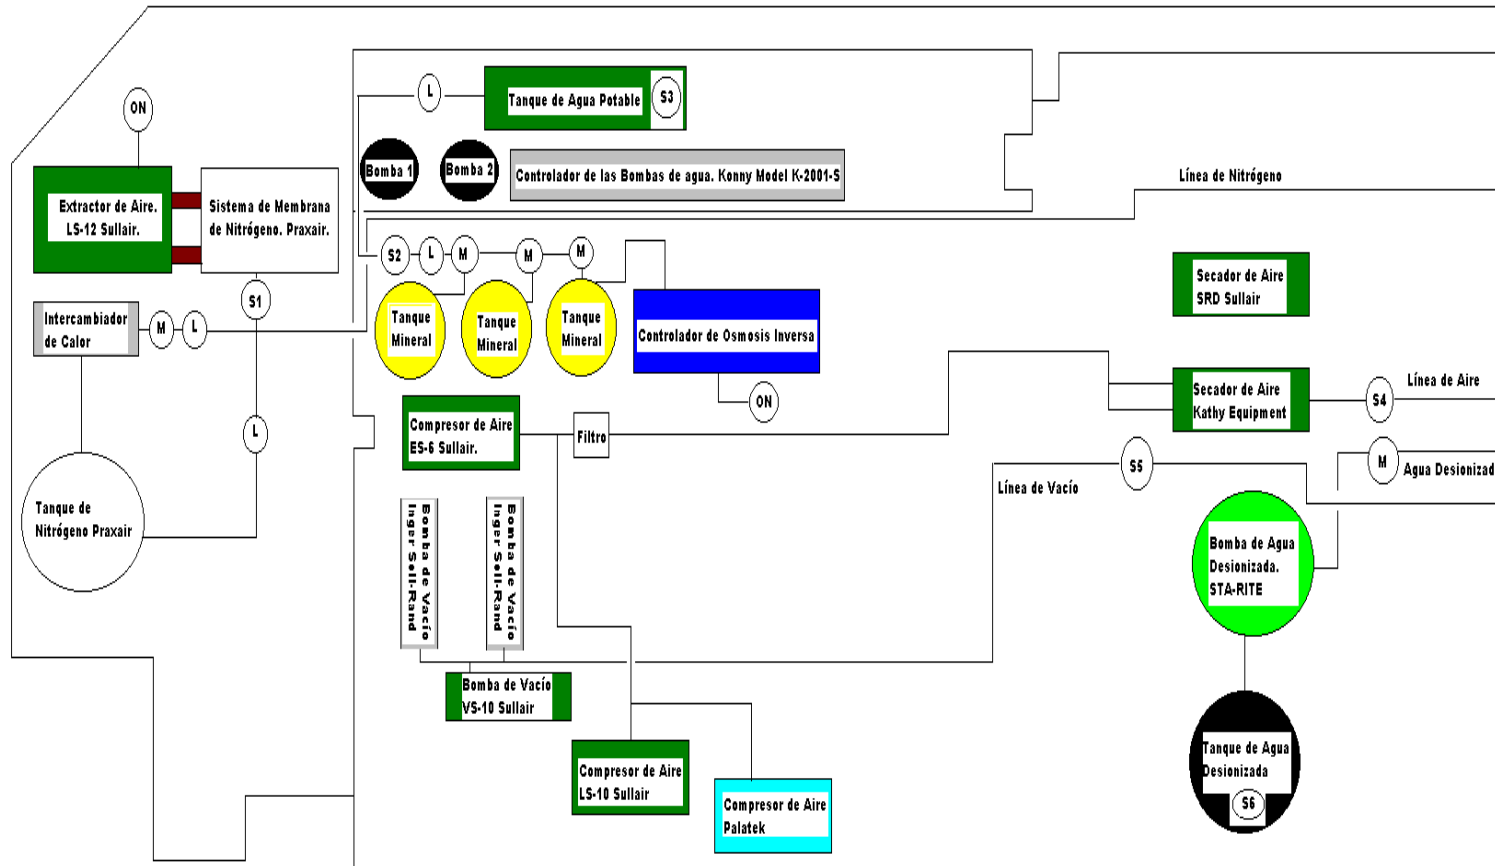 ON
L
Tanque de Agua Potable
S3
Bomba 1
Bomba 2
Controlador de las Bombas de agua. Konny Model K-2001-S
Línea de Nitrógeno
Extractor de Aire.
LS-12 Sullair.
Sistema de Membrana
de Nitrógeno. Praxair.
S1
S2
L
M
M
M
Intercambiador
de Calor
M
L
Tanque
Mineral
Tanque
Mineral
Tanque
Mineral
Controlador de Osmosis Inversa
ON
Secador de Aire
SRD Sullair
Secador de Aire
Kathy Equipment
S4
Línea de Aire
Compresor de Aire
ES-6 Sullair.
Filtro
L
S5
M
Agua Desionizad
Línea de Vacío
Tanque de
Nitrógeno Praxair
Bomba de Vacío
Inger Soll-Rand
Bomba de Vacío
Inger Soll-Rand
Bomba de Agua
Desionizada.
STA-RITE
Bomba de Vacío
VS-10 Sullair
Compresor de Aire
LS-10 Sullair
Compresor de Aire
Palatek
Tanque de Agua
Desionizada
S6